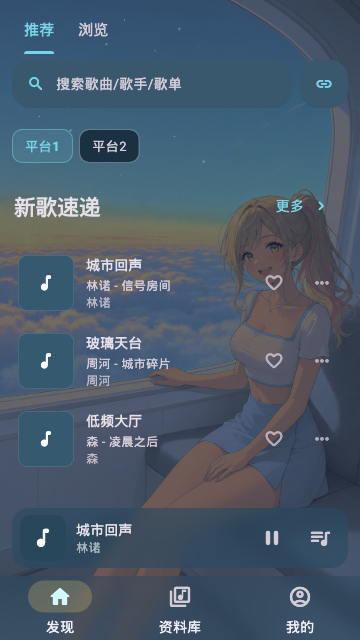 推荐 浏览
搜索歌曲/歌手/歌单
平台1 平台2
新歌速递 更多
城市回声
林诺 - 信号房间
林诺
玻璃天台
周河 - 城市碎片
周河
低频大厅
森 - 凌晨之后
森
城市回声
林诺
发现 资料库 我的